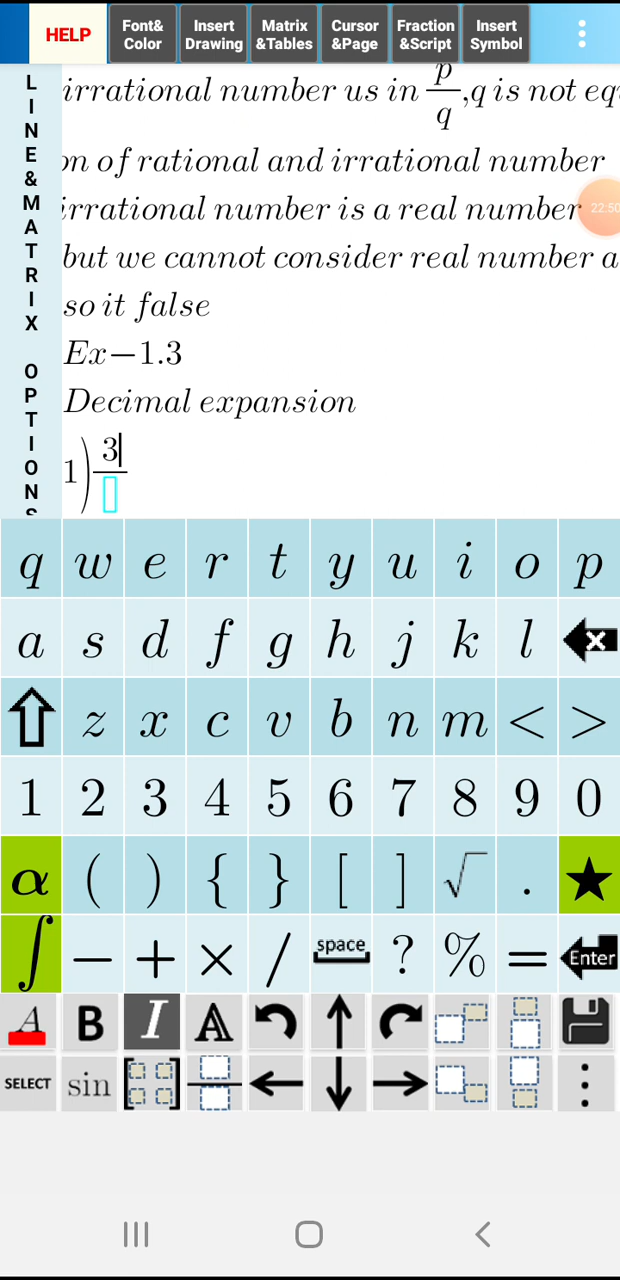 HELP
Font& Color
Insert Drawing
Matrix &Tables
Cursor &Page
Fraction &Script
Insert Symbol
LINE&MATRIX OPTIONS
irrational number us in p/q ,q is not eq
on of rational and irrational number
irrational number is a real number
22:50
but we cannot consider real number a
so it false
Ex−1.3
Decimal expansion
1) 3
q w e r t y u i o p
a s d f g h j k l
z x c v b n m < >
1 2 3 4 5 6 7 8 9 0
α ( ) { } [ ] √ . ★
∫ − + × / space ? % = Enter
A B I A
SELECT sin